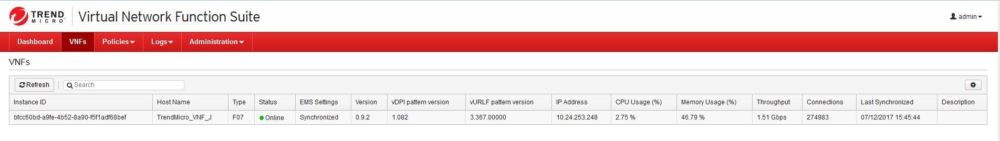 TREND MICRO Virtual Network Function Suite
admin
Dashboard VNFs Policies Logs Administration
VNFs
Refresh Search
Instance ID Host Name Type Status EMS Settings Version vDPI pattern version vURLF pattern version IP Address CPU Usage (%) Memory Usage (%) Throughput Connections Last Synchronized Description
bfcc60bd-a9fe-4b52-8a90-f5f1adf68bef TrendMicro_VNF_J F07 Online Synchronized 0.9.2 1.082 3.367.00000 10.24.253.248 2.75 % 46.79 % 1.51 Gbps 274983 07/12/2017 15:45:44